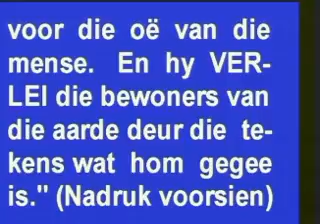 voor die oë van die
mense. En hy VER-
LEI die bewoners van
die aarde deur die te-
kens wat hom gegee
is." (Nadruk voorsien)